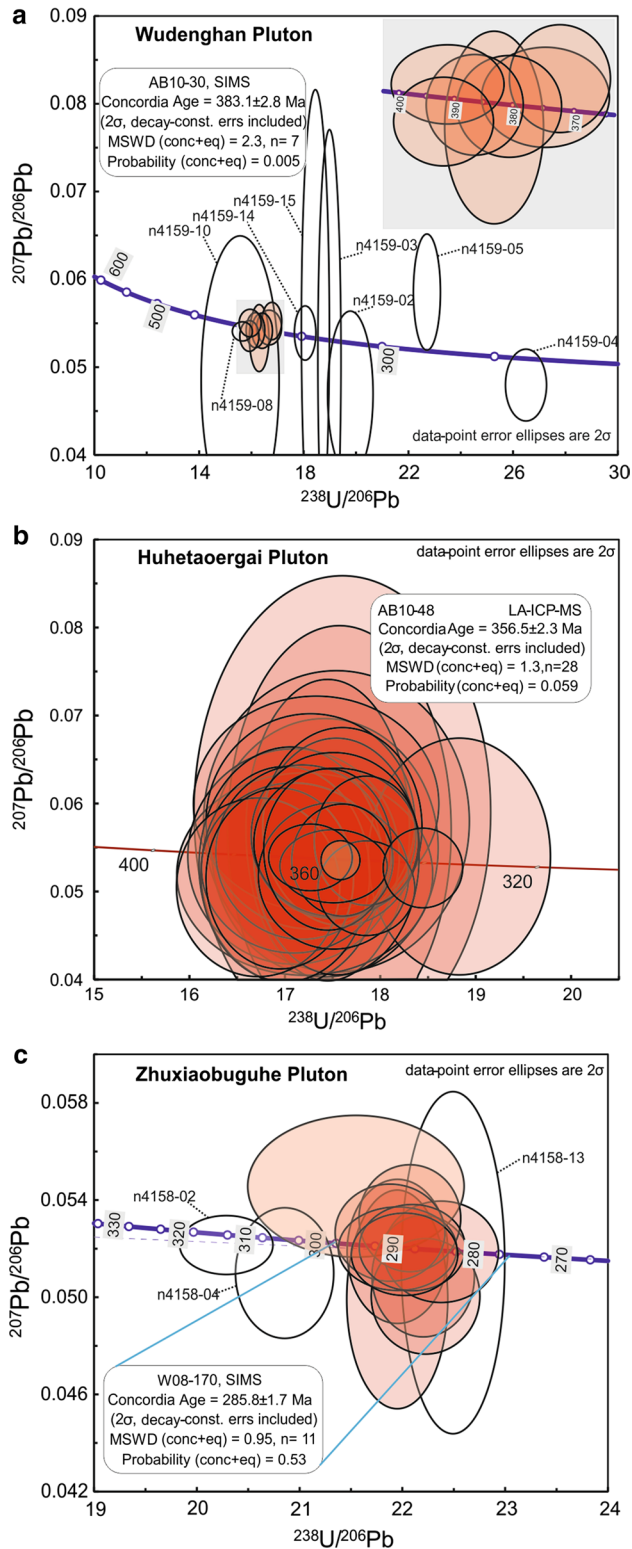 a
0.09
Wudenghan Pluton
AB10-30, SIMS
Concordia Age = 383.1±2.8 Ma
(2σ, decay-const. errs included)
MSWD (conc+eq) = 2.3, n= 7
Probability (conc+eq) = 0.005
400
390
380
370
0.08
0.07
0.06
0.05
0.04
207Pb/206Pb
n4159-15
n4159-14
n4159-10
n4159-03
n4159-05
n4159-02
n4159-04
n4159-08
600
500
300
data-point error ellipses are 2σ
10
14
18
22
26
30
238U/206Pb
b
0.09
Huhetaoergai Pluton
data-point error ellipses are 2σ
AB10-48 LA-ICP-MS
Concordia Age = 356.5±2.3 Ma
(2σ, decay-const. errs included)
MSWD (conc+eq) = 1.3,n=28
Probability (conc+eq) = 0.059
0.08
0.07
0.06
0.05
0.04
207Pb/206Pb
400
360
320
15
16
17
18
19
20
238U/206Pb
c
Zhuxiaobuguhe Pluton
data-point error ellipses are 2σ
0.058
0.054
0.050
0.046
0.042
207Pb/206Pb
n4158-13
n4158-02
n4158-04
330
320
310
300
290
280
270
W08-170, SIMS
Concordia Age = 285.8±1.7 Ma
(2σ, decay-const. errs included)
MSWD (conc+eq) = 0.95, n= 11
Probability (conc+eq) = 0.53
19
20
21
22
23
24
238U/206Pb